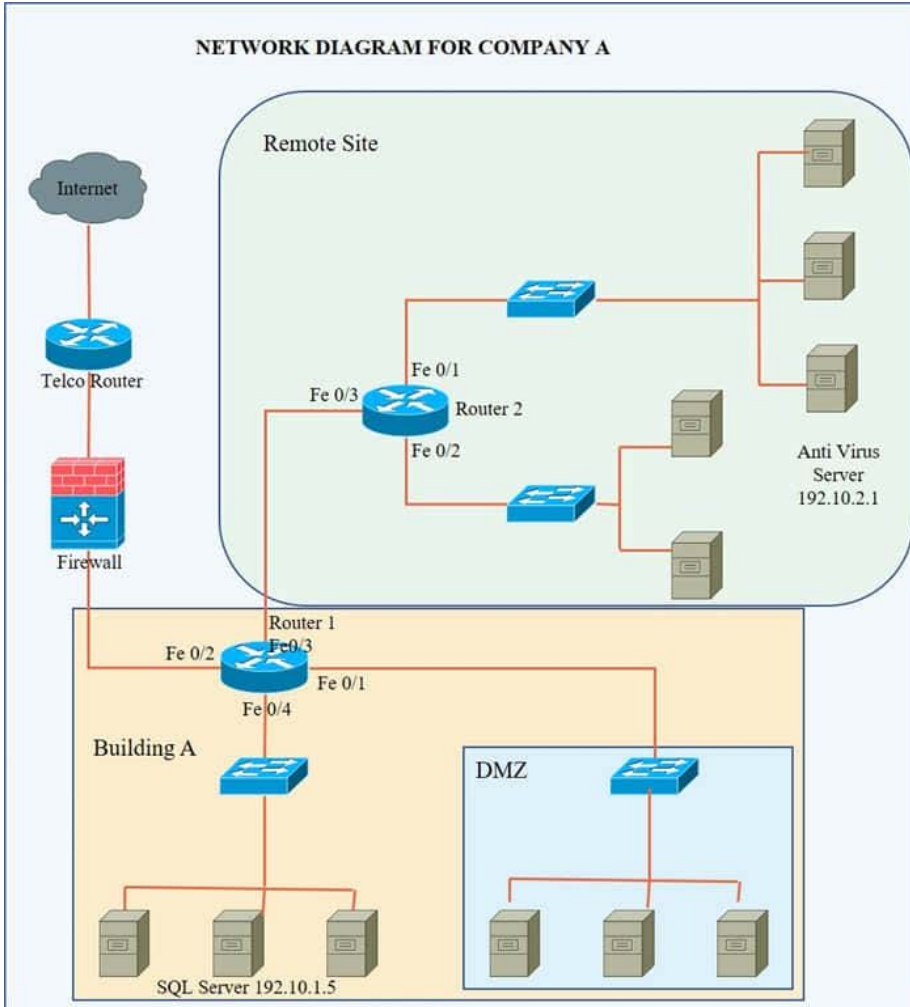 NETWORK DIAGRAM FOR COMPANY A
Remote Site
Internet
Telco Router
Fe 0/1
Fe 0/3
Router 2
Fe 0/2
Anti Virus
Server
192.10.2.1
Firewall
Router 1
Fe0/3
Fe 0/2
Fe 0/1
Fe 0/4
Building A
DMZ
SQL Server 192.10.1.5